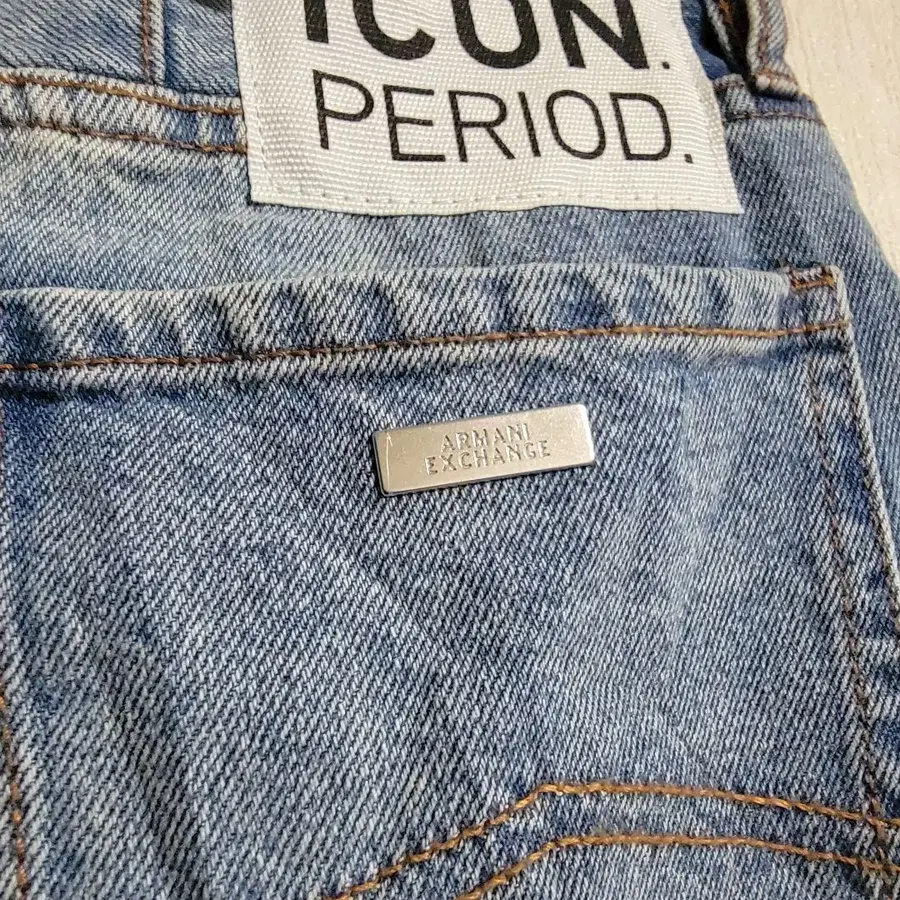 ICON.
PERIOD.
ARMANI
EXCHANGE